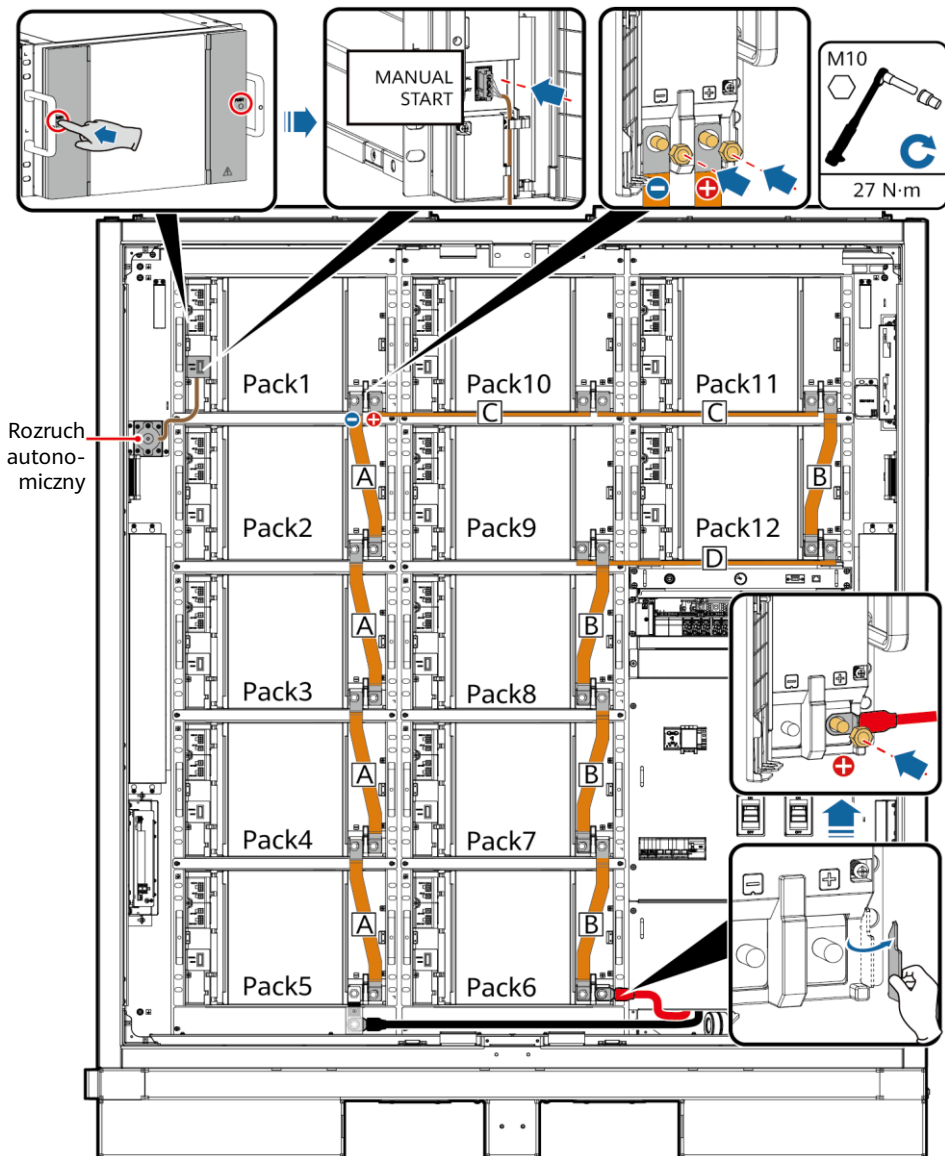 MANUAL
START
M10
27 N·m
Pack1
Pack10
Pack11
C
C
Rozruch
autono-
miczny
A
B
Pack2
Pack9
Pack12
D
A
B
Pack3
Pack8
A
B
Pack4
Pack7
A
B
Pack5
Pack6